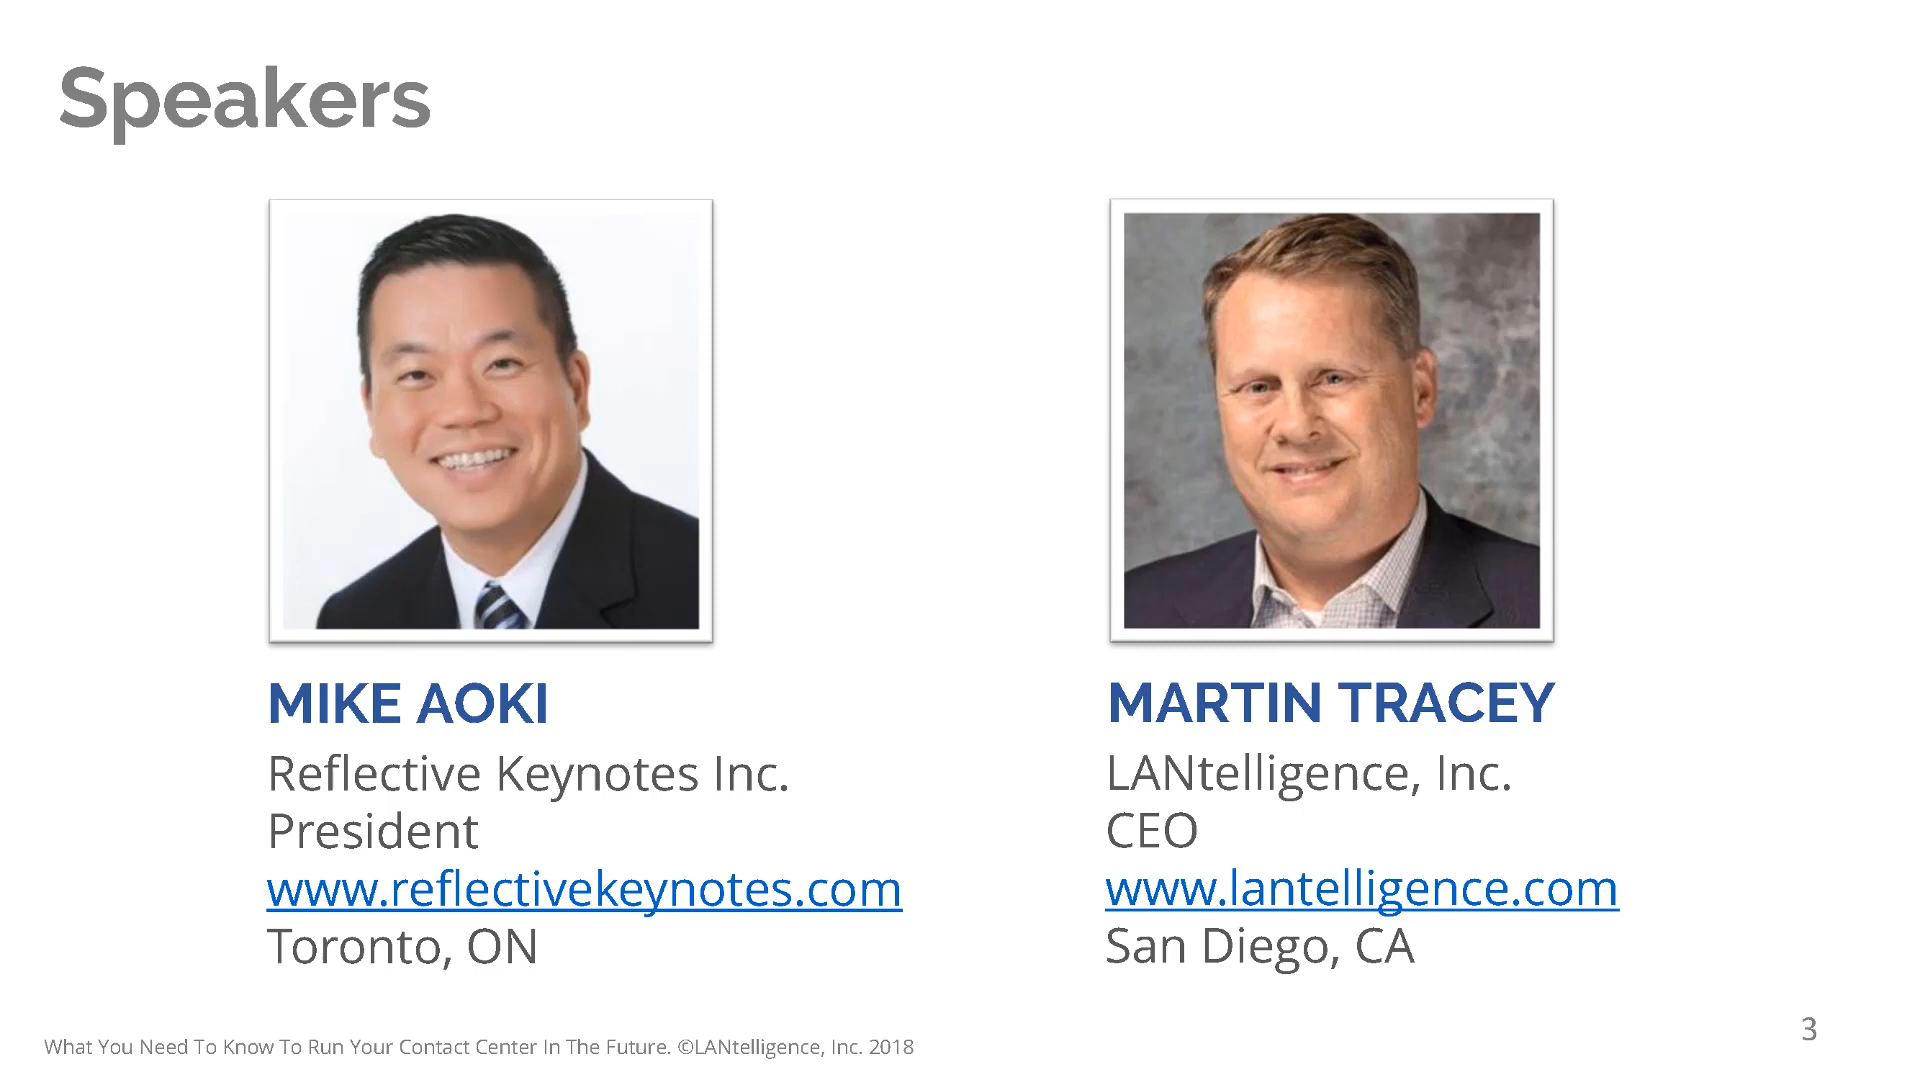 Speakers
MIKE AOKI
Reflective Keynotes Inc.
President
www.reflectivekeynotes.com
Toronto, ON
MARTIN TRACEY
LANtelligence, Inc.
CEO
www.lantelligence.com
San Diego, CA
What You Need To Know To Run Your Contact Center In The Future. ©LANtelligence, Inc. 2018
3